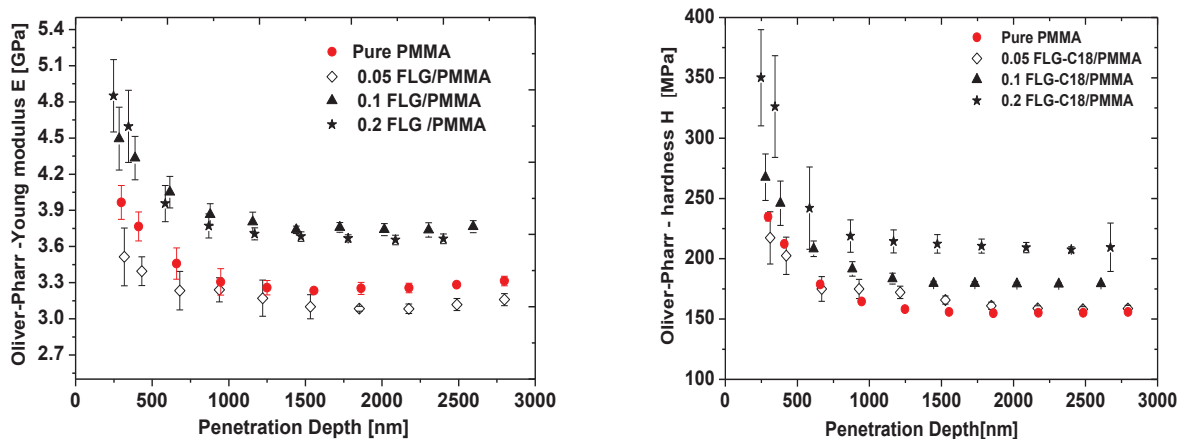 Oliver-Pharr -Young modulus E [GPa]
5.4
5.1
4.8
4.5
4.2
3.9
3.6
3.3
3.0
2.7
0
500
1000
1500
2000
2500
3000
Penetration Depth [nm]
Pure PMMA
0.05 FLG/PMMA
0.1 FLG/PMMA
0.2 FLG /PMMA
Oliver-Pharr - hardness H [MPa]
400
350
300
250
200
150
100
0
500
1000
1500
2000
2500
3000
Penetration Depth[nm]
Pure PMMA
0.05 FLG-C18/PMMA
0.1 FLG-C18/PMMA
0.2 FLG-C18/PMMA